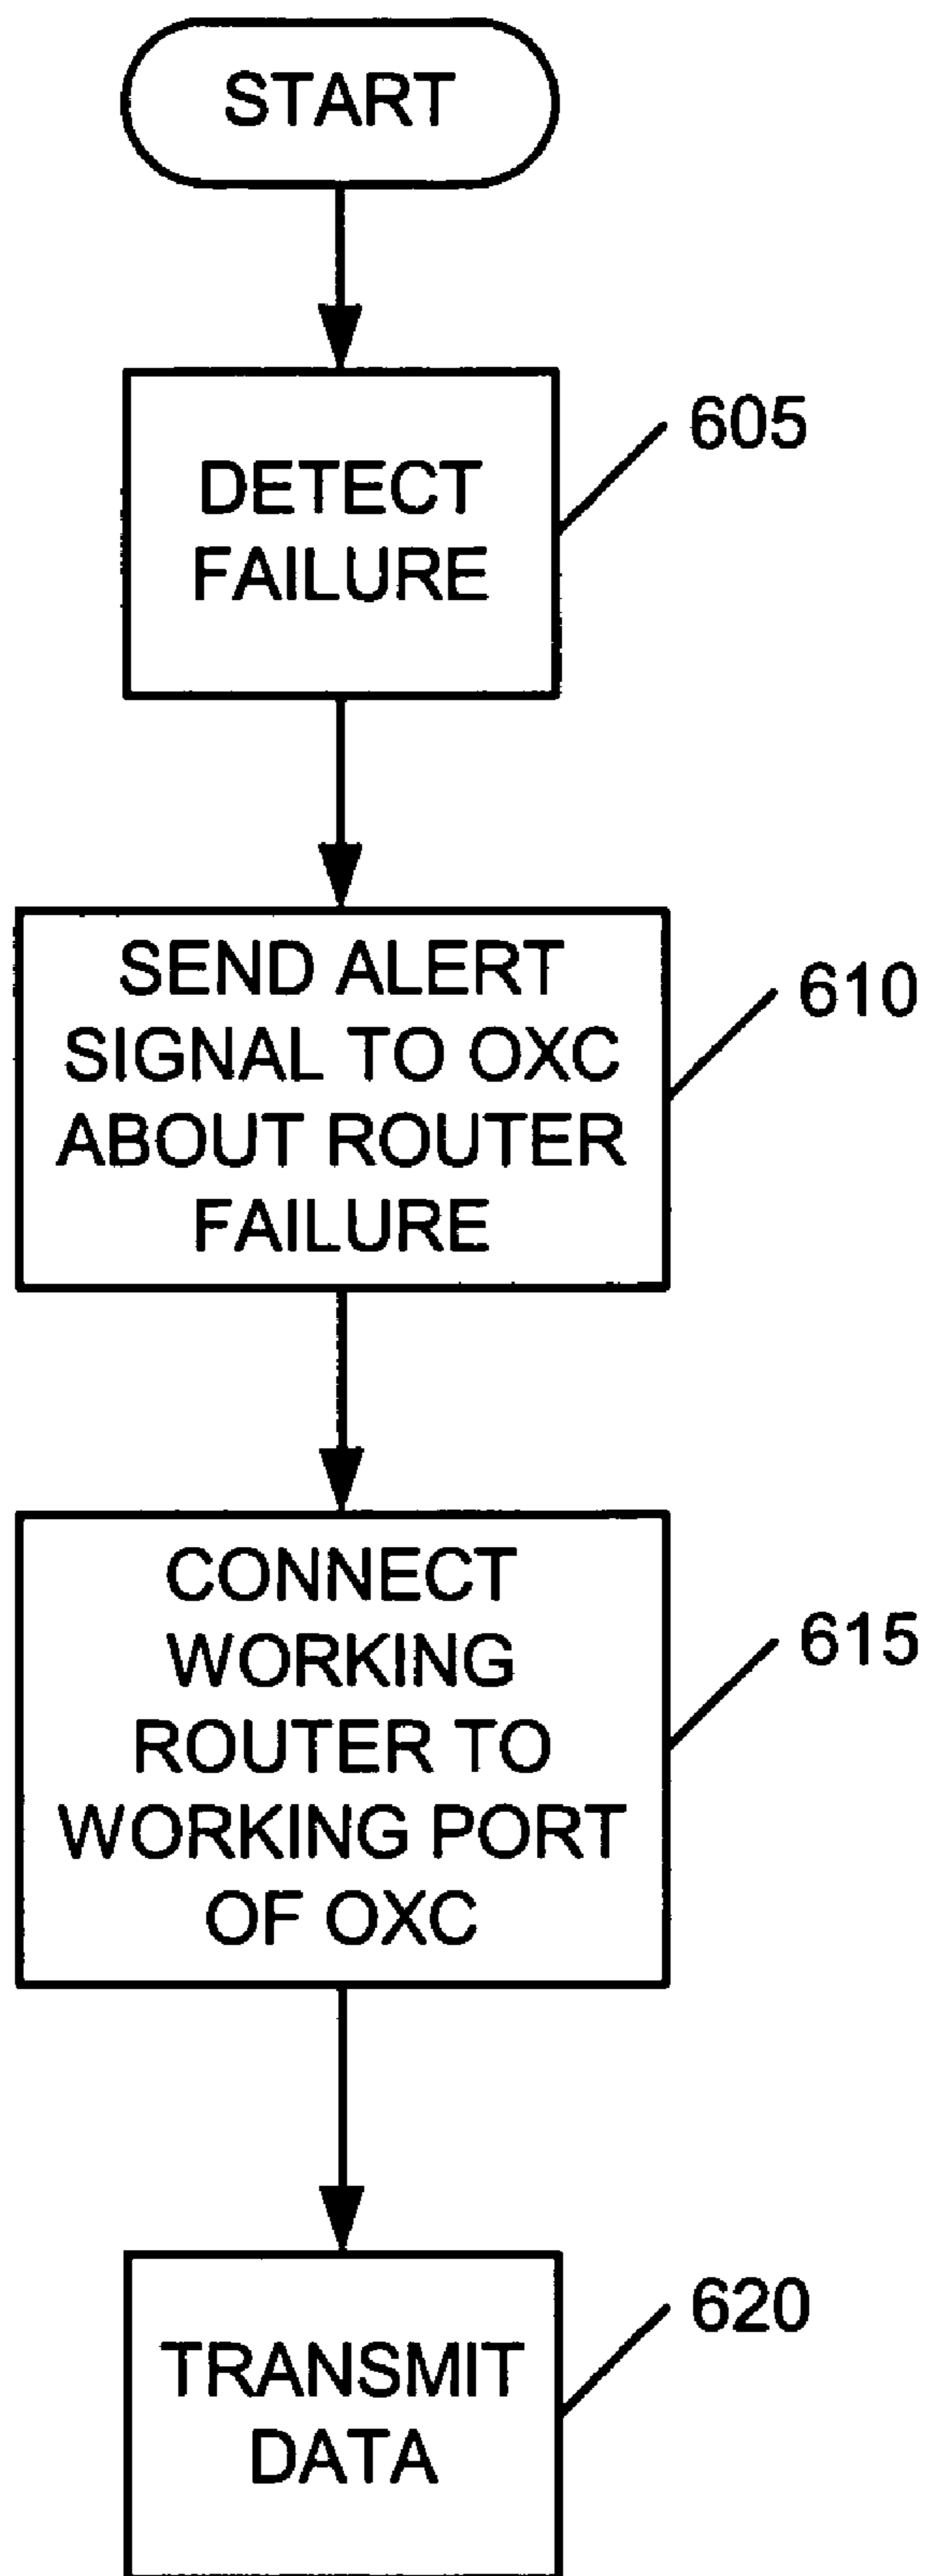 START
DETECT
FAILURE
605
SEND ALERT
SIGNAL TO OXC
ABOUT ROUTER
FAILURE
610
CONNECT
WORKING
ROUTER TO
WORKING PORT
OF OXC
615
TRANSMIT
DATA
620